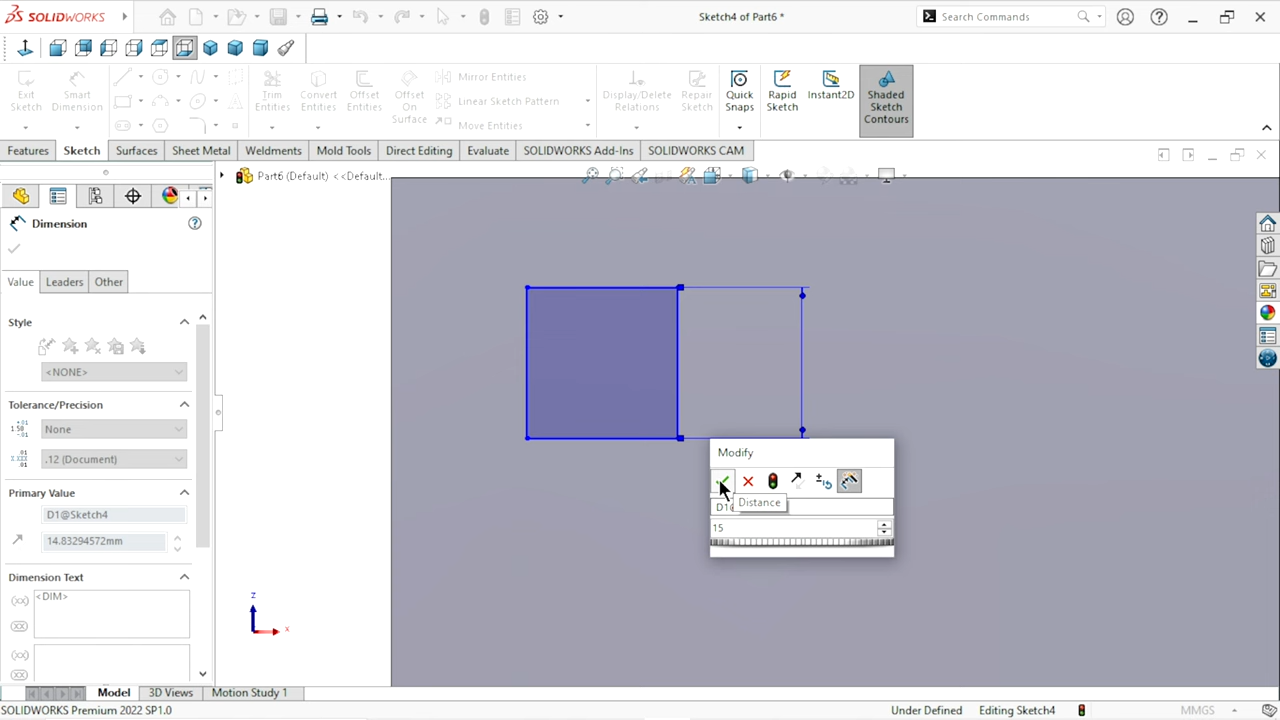 SOLIDWORKS
Sketch4 of Part6 *
Search Commands
Exit Sketch
Smart Dimension
Trim Entities
Convert Entities
Offset Entities
Offset On Surface
Mirror Entities
Linear Sketch Pattern
Move Entities
Display/Delete Relations
Repair Sketch
Quick Snaps
Rapid Sketch
Instant2D
Shaded Sketch Contours
Features
Sketch
Surfaces
Sheet Metal
Weldments
Mold Tools
Direct Editing
Evaluate
SOLIDWORKS Add-Ins
SOLIDWORKS CAM
Part6 (Default) <<Default...
Dimension
Value
Leaders
Other
Style
<NONE>
Tolerance/Precision
None
.12 (Document)
Primary Value
D1@Sketch4
14.83294572mm
Dimension Text
<DIM>
Modify
D1@
Distance
15
z
x
Model
3D Views
Motion Study 1
SOLIDWORKS Premium 2022 SP1.0
Under Defined
Editing Sketch4
MMGS